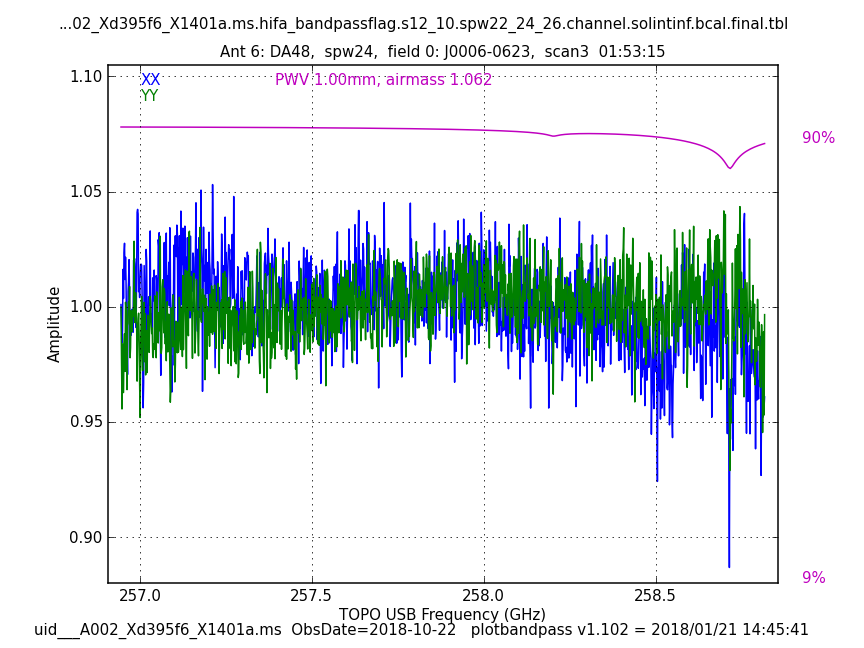 ...02_Xd395f6_X1401a.ms.hifa_bandpassflag.s12_10.spw22_24_26.channel.solintinf.bcal.final.tbl
Ant 6: DA48,  spw24,  field 0: J0006-0623,  scan3  01:53:15
XX
YY
PWV 1.00mm, airmass 1.062
90%
9%
1.10
1.05
1.00
0.95
0.90
Amplitude
257.0
257.5
258.0
258.5
TOPO USB Frequency (GHz)
uid___A002_Xd395f6_X1401a.ms  ObsDate=2018-10-22   plotbandpass v1.102 = 2018/01/21 14:45:41